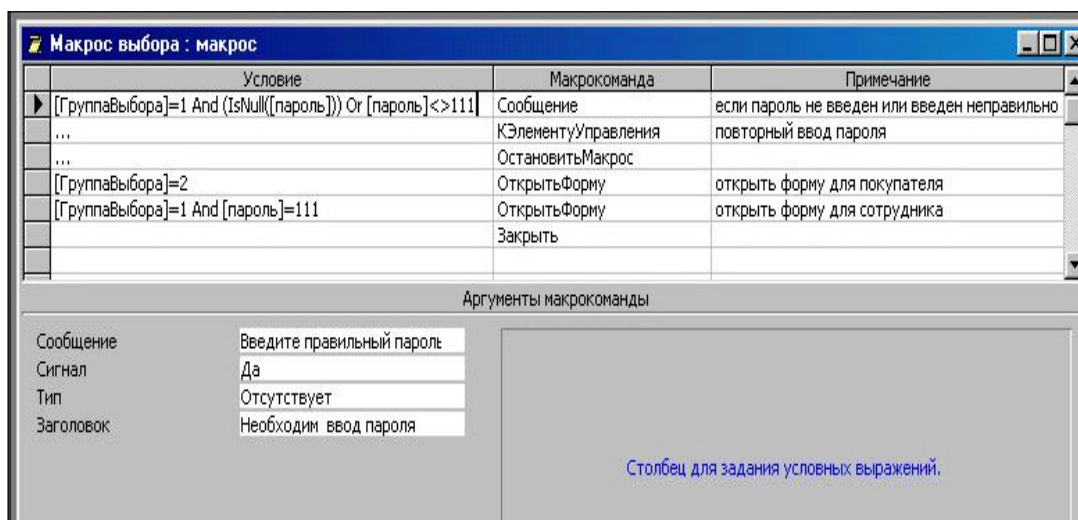 Макрос выбора : макрос
Условие Макрокоманда Примечание
[ГруппаВыбора]=1 And (IsNull([пароль])) Or [пароль]<>111 Сообщение если пароль не введен или введен неправильно
... КЭлементуУправления повторный ввод пароля
... ОстановитьМакрос
[ГруппаВыбора]=2 ОткрытьФорму открыть форму для покупателя
[ГруппаВыбора]=1 And [пароль]=111 ОткрытьФорму открыть форму для сотрудника
Закрыть
Аргументы макрокоманды
Сообщение Введите правильный пароль
Сигнал Да
Тип Отсутствует
Заголовок Необходим ввод пароля
Столбец для задания условных выражений.